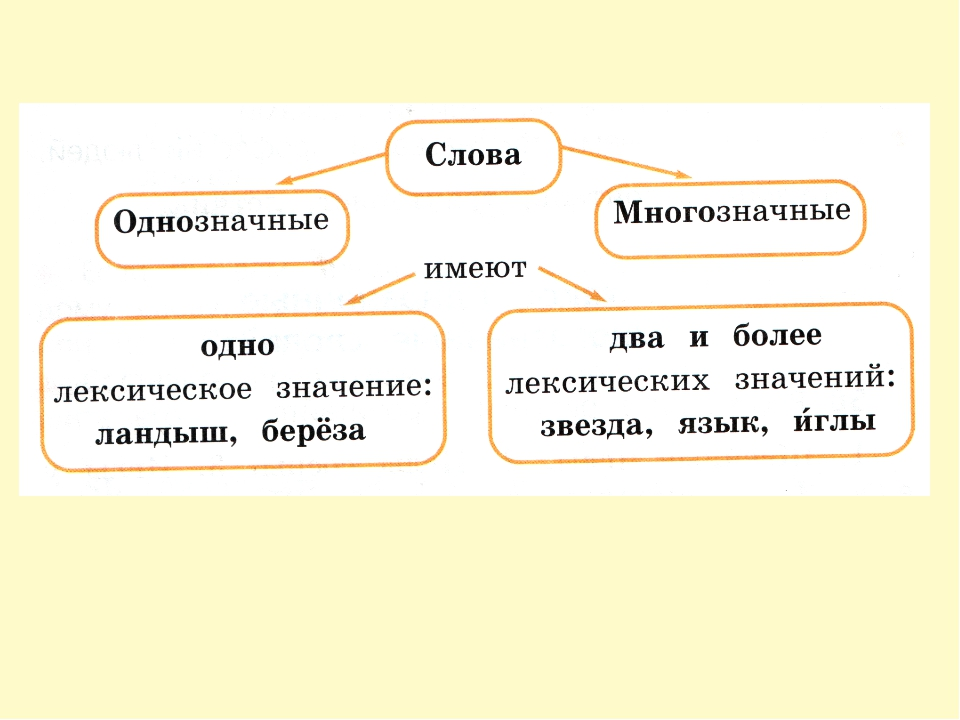 Слова
Однозначные
Многозначные
имеют
одно
лексическое значение:
ландыш, берёза
два и более
лексических значений:
звезда, язык, и́глы